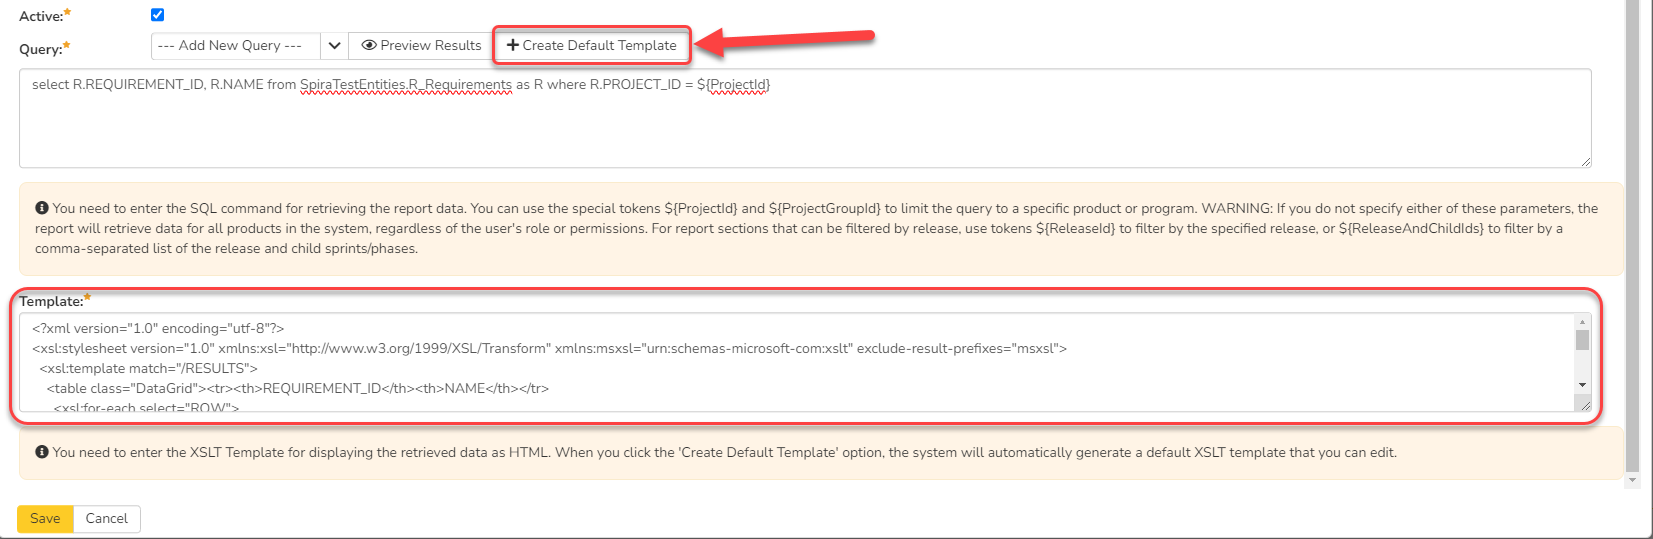 Active:*
Query:*
--- Add New Query ---
Preview Results
Create Default Template
select R.REQUIREMENT_ID, R.NAME from SpiraTestEntities.R_Requirements as R where R.PROJECT_ID = ${ProjectId}
You need to enter the SQL command for retrieving the report data. You can use the special tokens ${ProjectId} and ${ProjectGroupId} to limit the query to a specific product or program. WARNING: If you do not specify either of these parameters, the
report will retrieve data for all products in the system, regardless of the user's role or permissions. For report sections that can be filtered by release, use tokens ${ReleaseId} to filter by the specified release, or ${ReleaseAndChildIds} to filter by a
comma-separated list of the release and child sprints/phases.
Template:*
<?xml version="1.0" encoding="utf-8"?>
<xsl:stylesheet version="1.0" xmlns:xsl="http://www.w3.org/1999/XSL/Transform" xmlns:msxsl="urn:schemas-microsoft-com:xslt" exclude-result-prefixes="msxsl">
<xsl:template match="/RESULTS">
<table class="DataGrid"><tr><th>REQUIREMENT_ID</th><th>NAME</th></tr>
<xsl:for-each select="ROW">
You need to enter the XSLT Template for displaying the retrieved data as HTML. When you click the 'Create Default Template' option, the system will automatically generate a default XSLT template that you can edit.
Save
Cancel